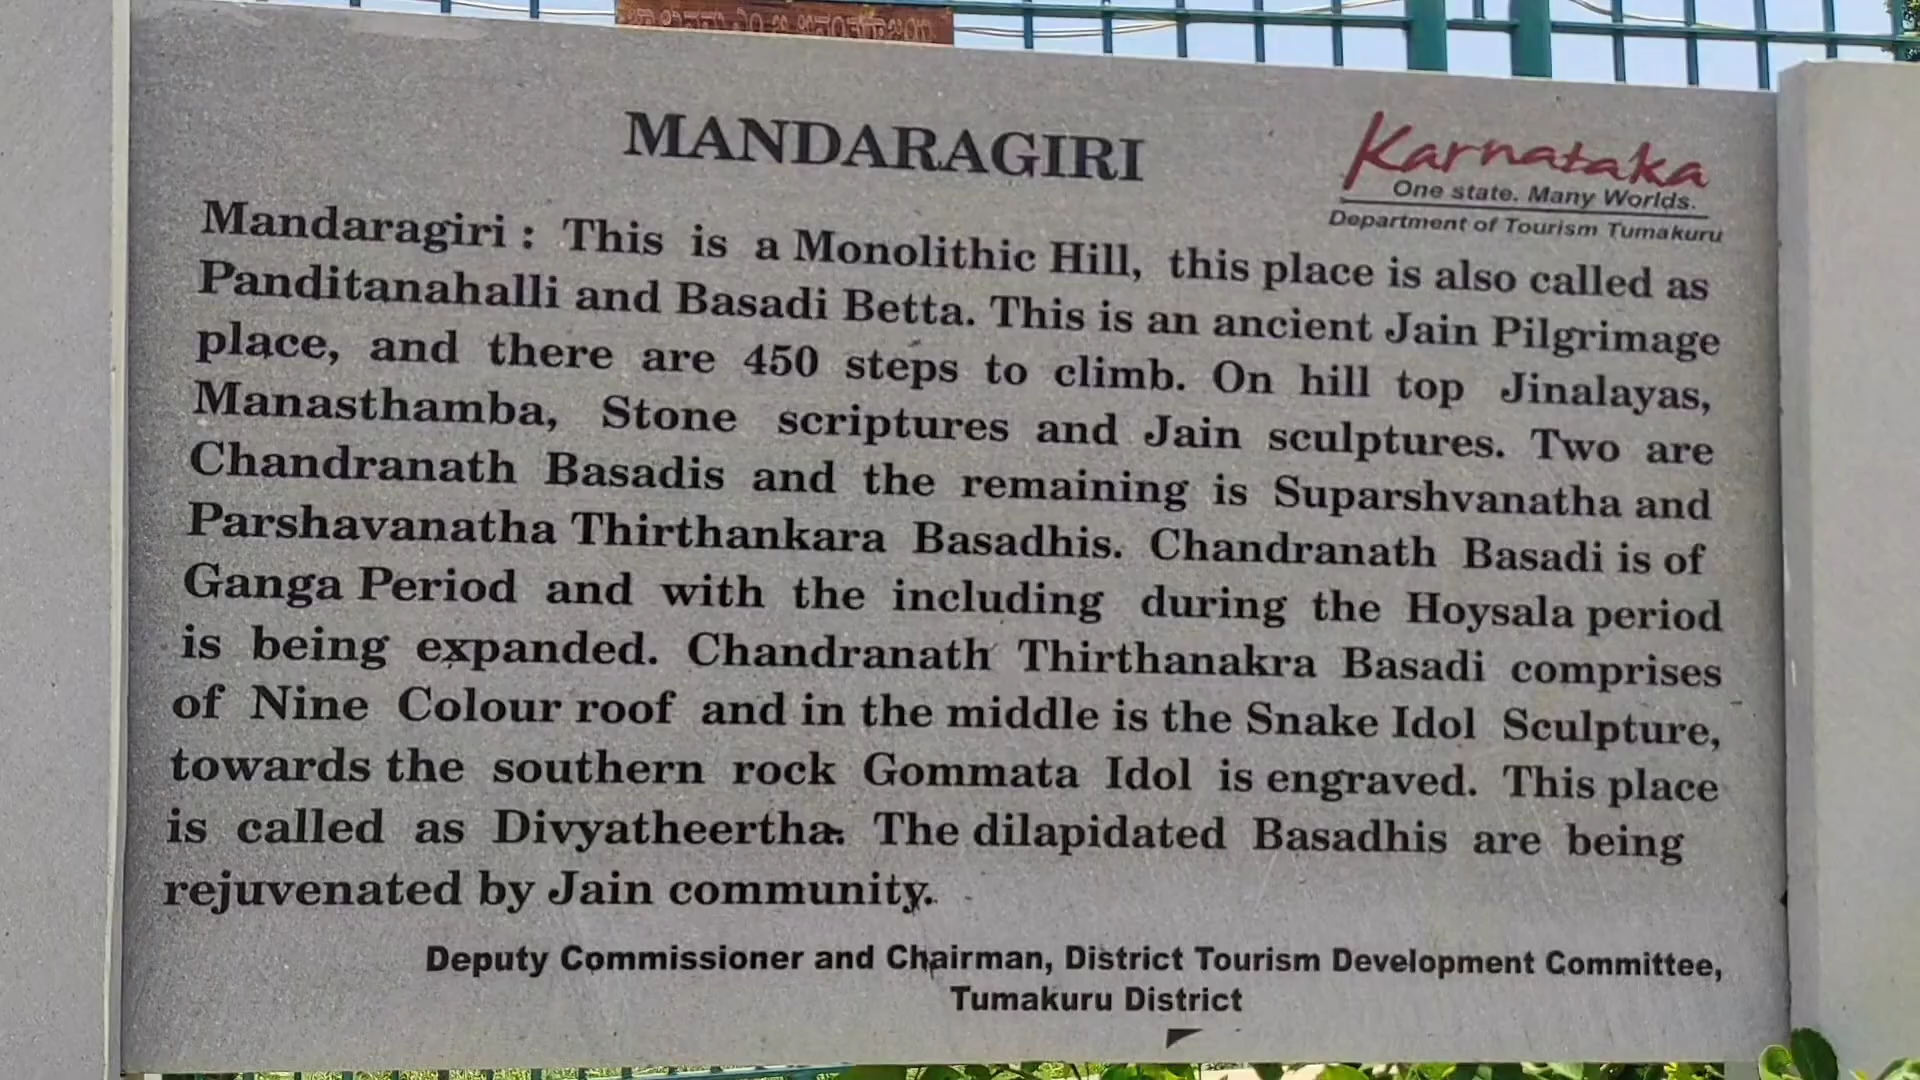 MANDARAGIRI
Karnataka
One state. Many Worlds.
Department of Tourism Tumakuru
Mandaragiri : This is a Monolithic Hill, this place is also called as
Panditanahalli and Basadi Betta. This is an ancient Jain Pilgrimage
place, and there are 450 steps to climb. On hill top Jinalayas,
Manasthamba, Stone scriptures and Jain sculptures. Two are
Chandranath Basadis and the remaining is Suparshvanatha and
Parshavanatha Thirthankara Basadhis. Chandranath Basadi is of
Ganga Period and with the including during the Hoysala period
is being expanded. Chandranath Thirthanakra Basadi comprises
of Nine Colour roof and in the middle is the Snake Idol Sculpture,
towards the southern rock Gommata Idol is engraved. This place
is called as Divyatheertha. The dilapidated Basadhis are being
rejuvenated by Jain community.
Deputy Commissioner and Chairman, District Tourism Development Committee,
Tumakuru District